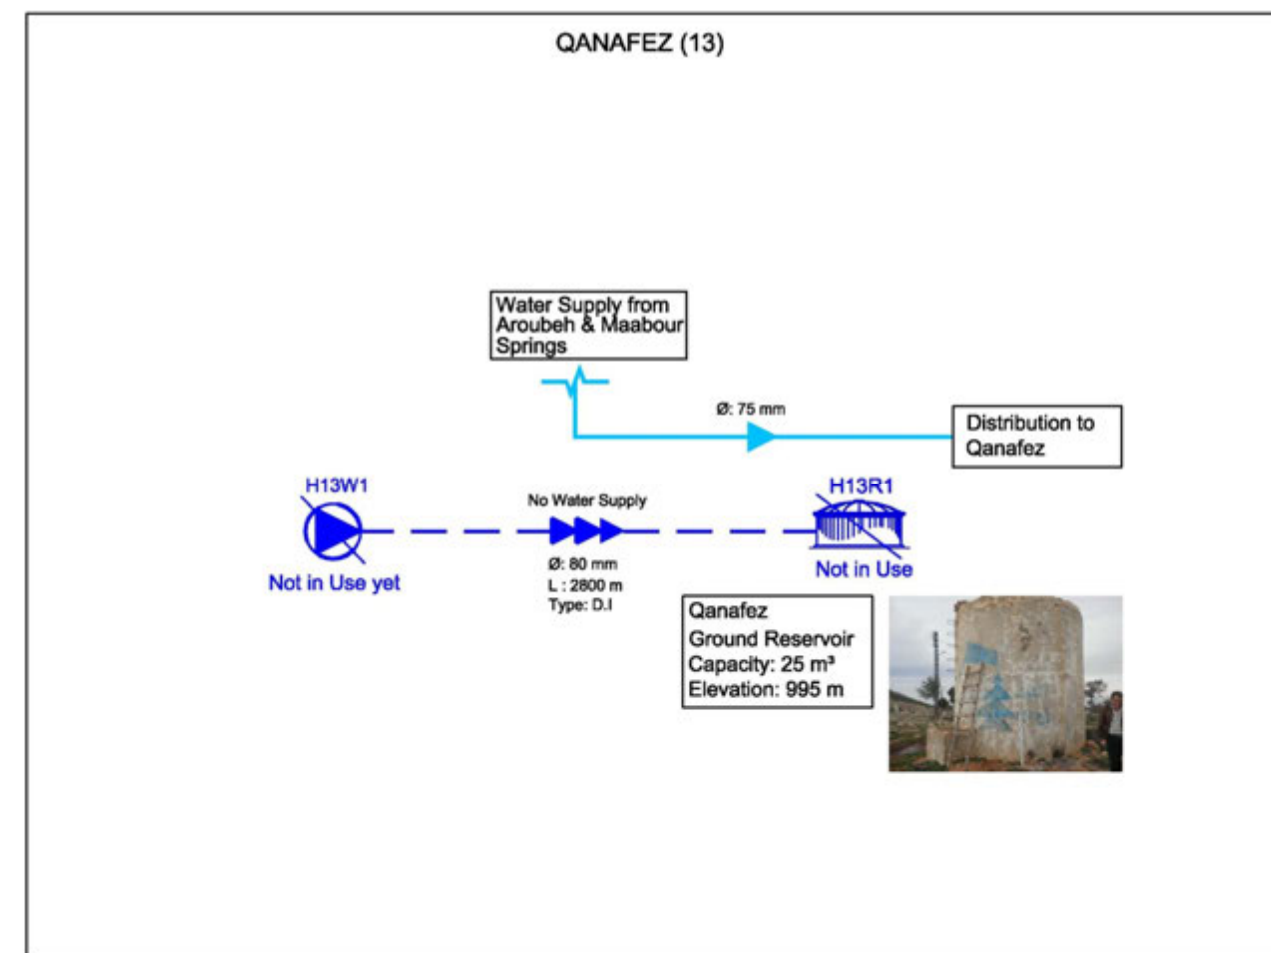 QANAFEZ (13)
Water Supply from
Aroubeh & Maabour
Springs
Ø: 75 mm
Distribution to
Qanafez
H13W1
Not in Use yet
No Water Supply
Ø: 80 mm
L : 2800 m
Type: D.I
H13R1
Not in Use
Qanafez
Ground Reservoir
Capacity: 25 m³
Elevation: 995 m